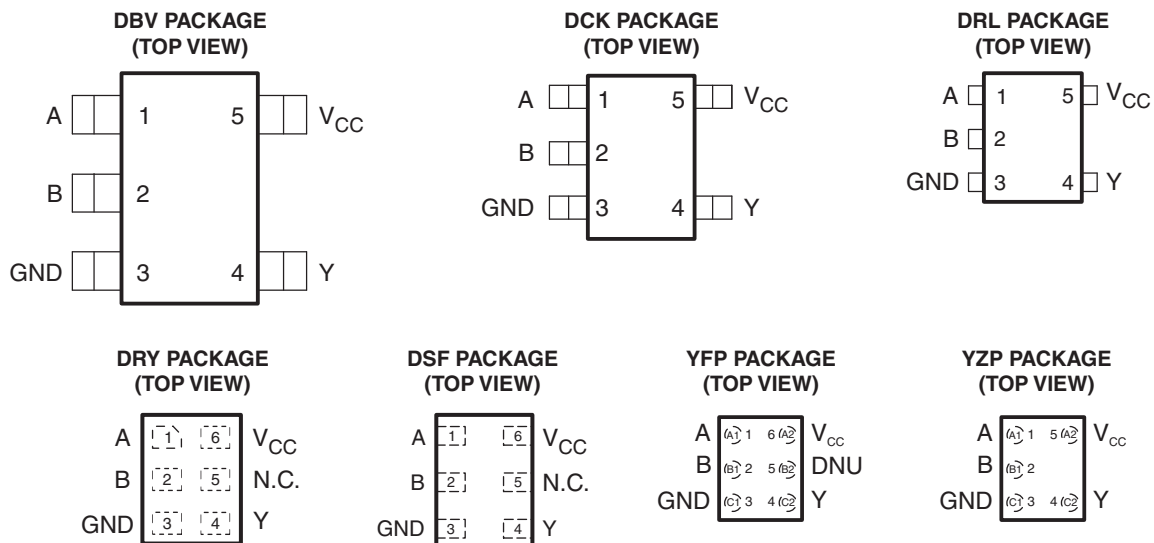 DBV PACKAGE
(TOP VIEW)
A 1 5 VCC
B 2
GND 3 4 Y
DCK PACKAGE
(TOP VIEW)
A 1 5 VCC
B 2
GND 3 4 Y
DRL PACKAGE
(TOP VIEW)
A 1 5 VCC
B 2
GND 3 4 Y
DRY PACKAGE
(TOP VIEW)
A 1 6 VCC
B 2 5 N.C.
GND 3 4 Y
DSF PACKAGE
(TOP VIEW)
A 1 6 VCC
B 2 5 N.C.
GND 3 4 Y
YFP PACKAGE
(TOP VIEW)
A A1 1 6 A2 VCC
B B1 2 5 B2 DNU
GND C1 3 4 C2 Y
YZP PACKAGE
(TOP VIEW)
A A1 1 5 A2 VCC
B B1 2
GND C1 3 4 C2 Y